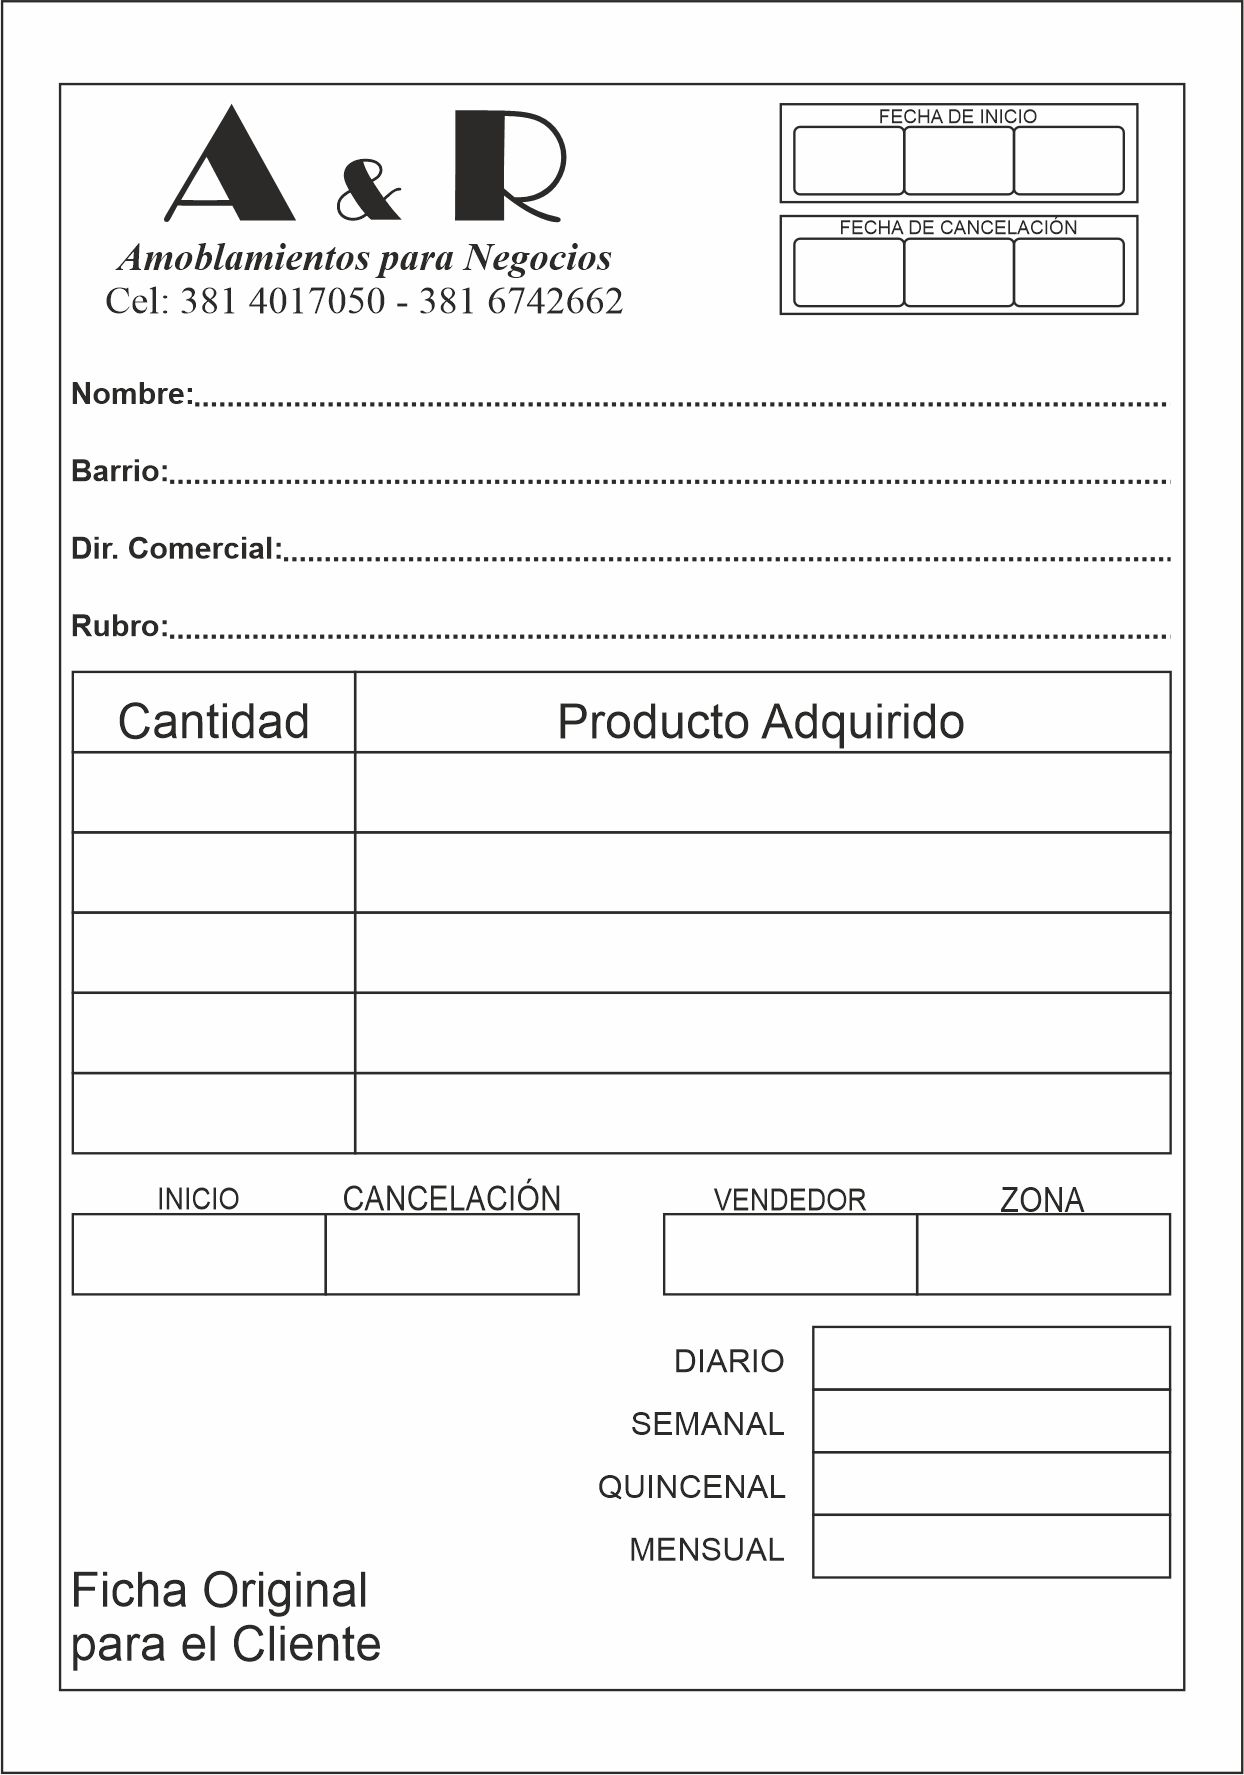 A & R
Amoblamientos para Negocios
Cel: 381 4017050 - 381 6742662
FECHA DE INICIO
FECHA DE CANCELACIÓN
Nombre:
Barrio:
Dir. Comercial:
Rubro:
Cantidad Producto Adquirido
INICIO CANCELACIÓN VENDEDOR ZONA
DIARIO
SEMANAL
QUINCENAL
MENSUAL
Ficha Original
para el Cliente